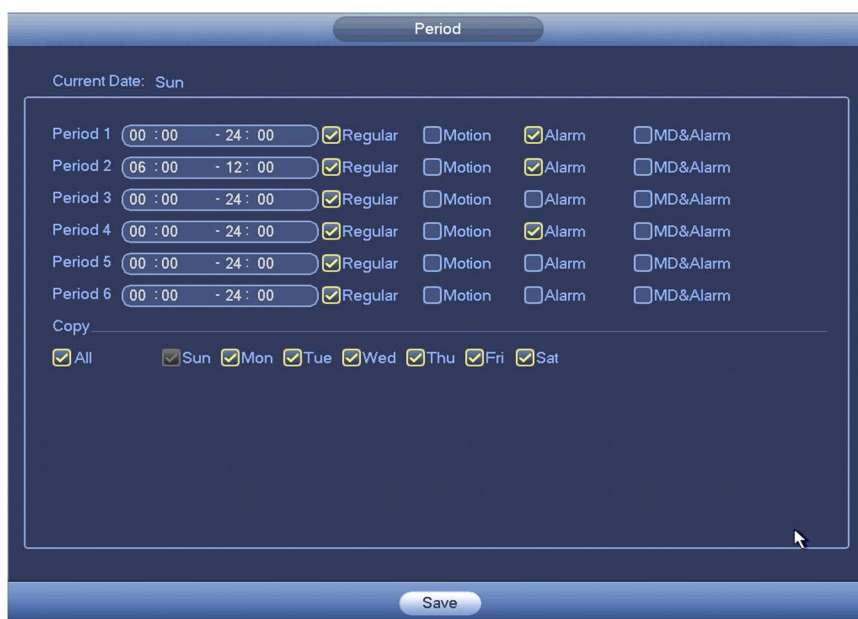 Period
Current Date: Sun
Period 1 00 :00 - 24: 00 Regular Motion Alarm MD&Alarm
Period 2 06 :00 - 12: 00 Regular Motion Alarm MD&Alarm
Period 3 00 :00 - 24: 00 Regular Motion Alarm MD&Alarm
Period 4 00 :00 - 24: 00 Regular Motion Alarm MD&Alarm
Period 5 00 :00 - 24: 00 Regular Motion Alarm MD&Alarm
Period 6 00 :00 - 24: 00 Regular Motion Alarm MD&Alarm
Copy
All Sun Mon Tue Wed Thu Fri Sat
Save